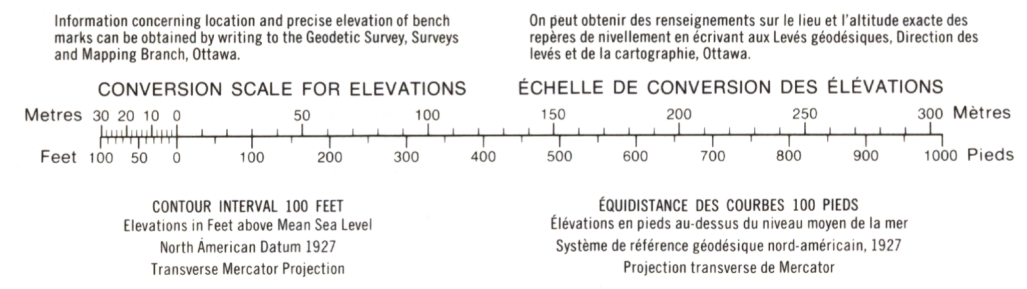 Information concerning location and precise elevation of bench
marks can be obtained by writing to the Geodetic Survey, Surveys
and Mapping Branch, Ottawa.
On peut obtenir des renseignements sur le lieu et l'altitude exacte des
repères de nivellement en écrivant aux Levés géodésiques, Direction des
levés et de la cartographie, Ottawa.
CONVERSION SCALE FOR ELEVATIONS
ÉCHELLE DE CONVERSION DES ÉLÉVATIONS
Metres 30 20 10 0 50 100 150 200 250 300 Mètres
Feet 100 50 0 100 200 300 400 500 600 700 800 900 1000 Pieds
CONTOUR INTERVAL 100 FEET
Elevations in Feet above Mean Sea Level
North American Datum 1927
Transverse Mercator Projection
ÉQUIDISTANCE DES COURBES 100 PIEDS
Élévations en pieds au-dessus du niveau moyen de la mer
Système de référence géodésique nord-américain, 1927
Projection transverse de Mercator